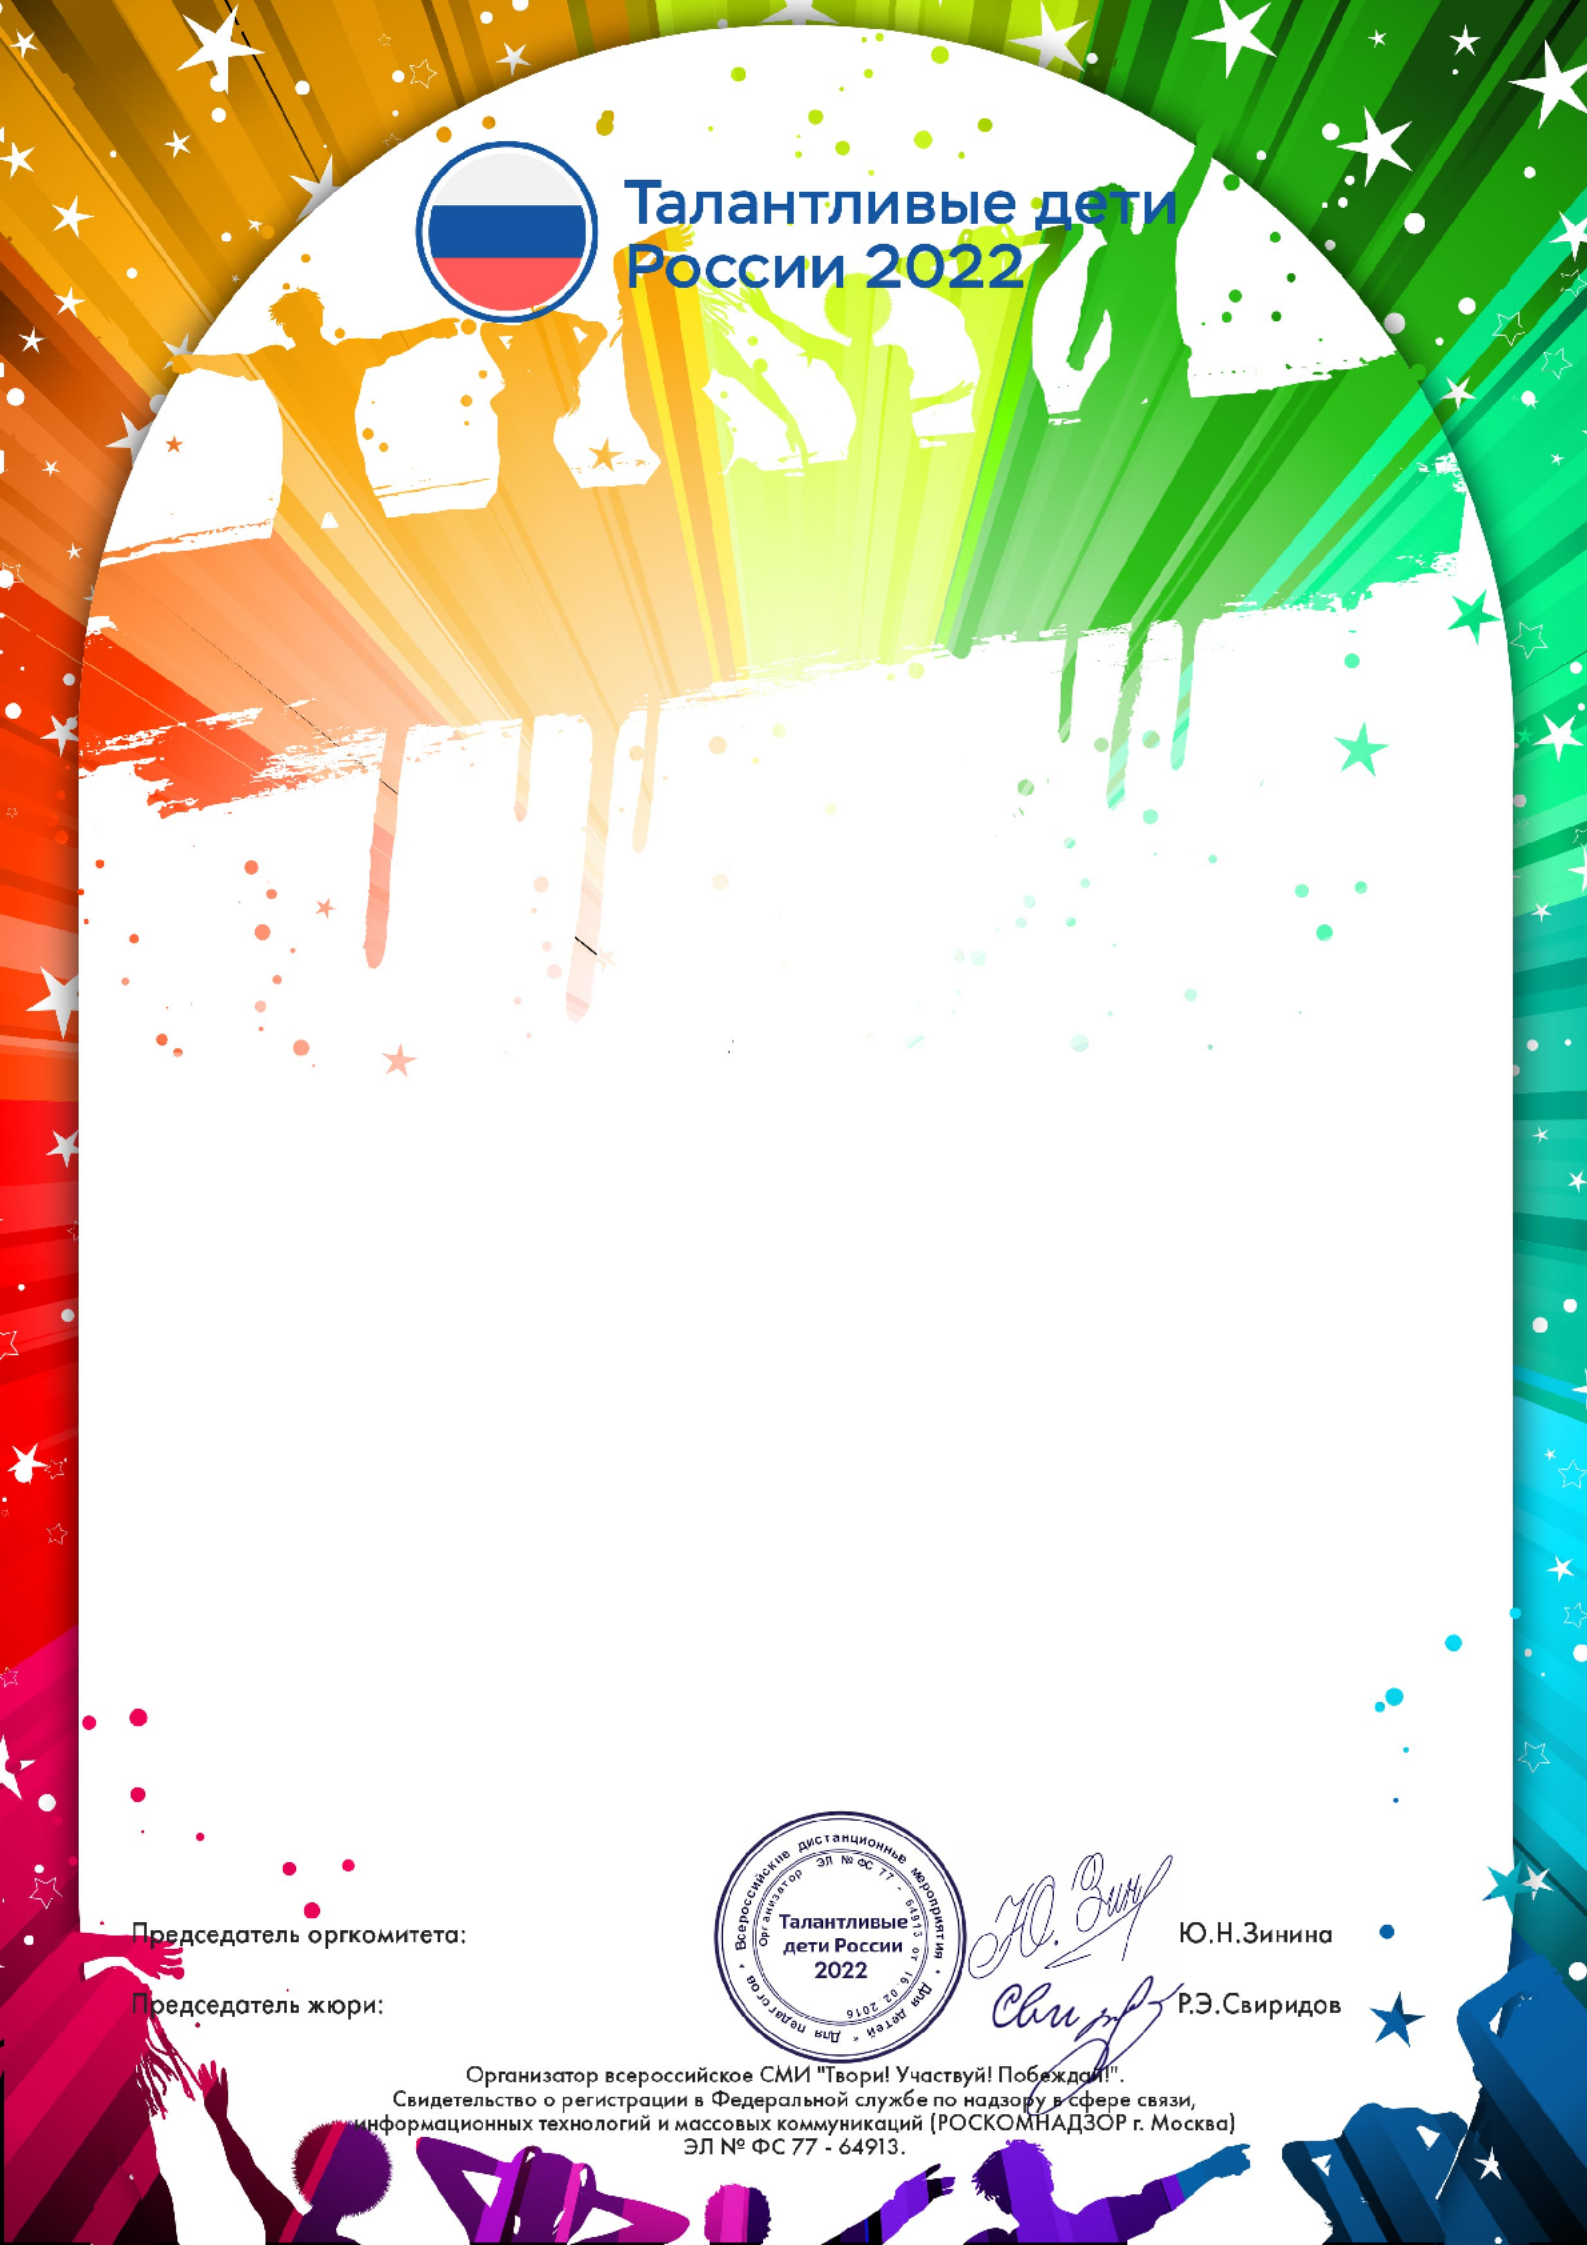 Талантливые дети
России 2022
Всероссийские дистанционные мероприятия * Для детей * Для педагогов *
Организатор ЭЛ № ФС 77 - 64913 от 16.02.2016
Талантливые
дети России
2022
Председатель оргкомитета:
Ю. Зин
Ю.Н.Зинина
Председатель жюри:
Р.Э.Свиридов
Организатор всероссийское СМИ "Твори! Участвуй! Побеждай!".
Свидетельство о регистрации в Федеральной службе по надзору в сфере связи,
информационных технологий и массовых коммуникаций (РОСКОМНАДЗОР г. Москва)
ЭЛ № ФС 77 - 64913.